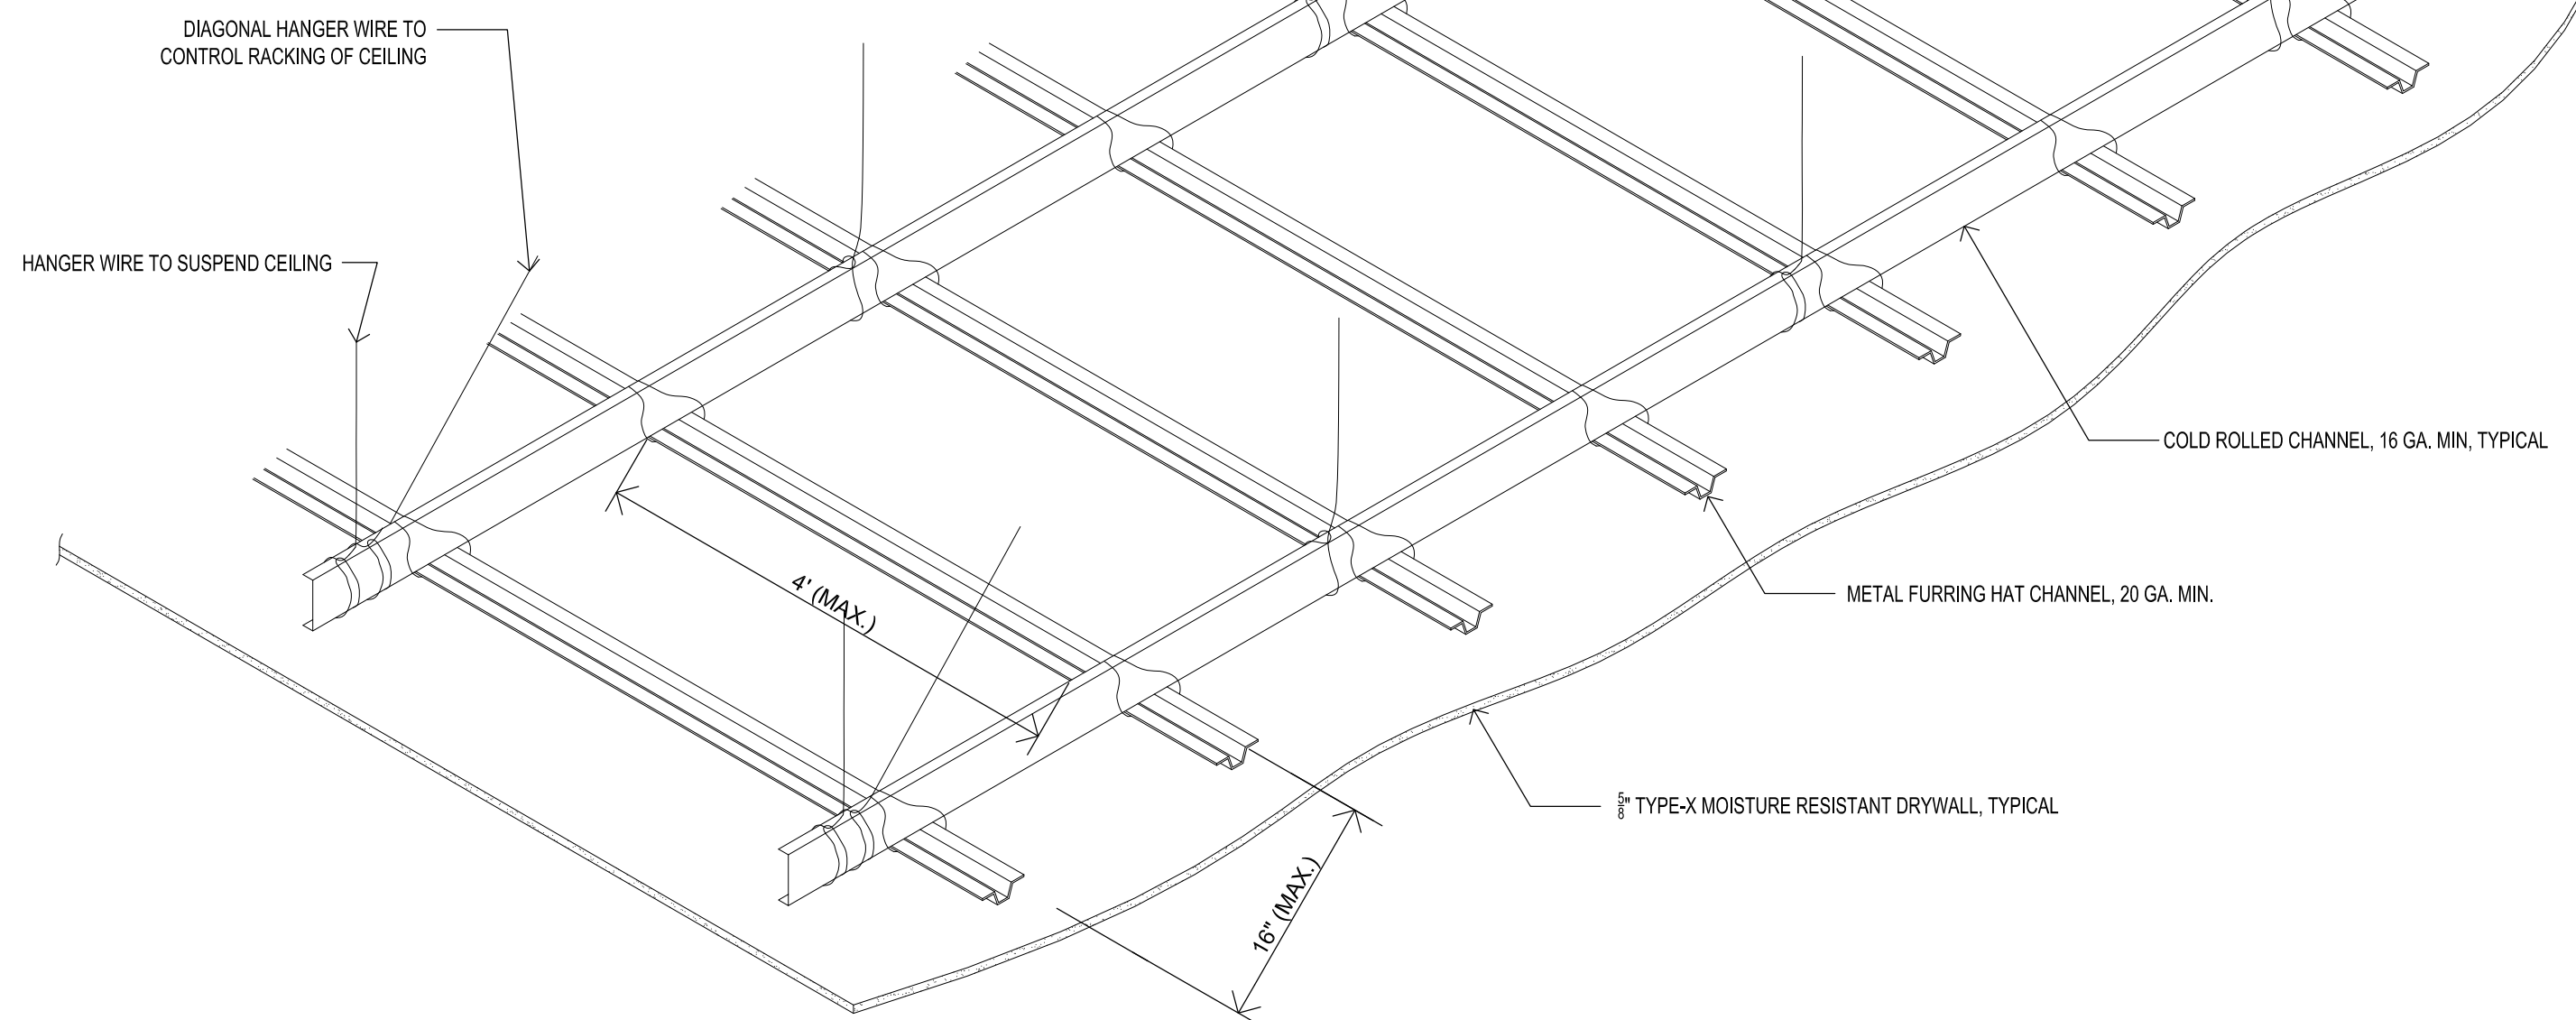 DIAGONAL HANGER WIRE TO
CONTROL RACKING OF CEILING
HANGER WIRE TO SUSPEND CEILING
COLD ROLLED CHANNEL, 16 GA. MIN, TYPICAL
4' (MAX.)
METAL FURRING HAT CHANNEL, 20 GA. MIN.
5/8" TYPE-X MOISTURE RESISTANT DRYWALL, TYPICAL
16" (MAX.)